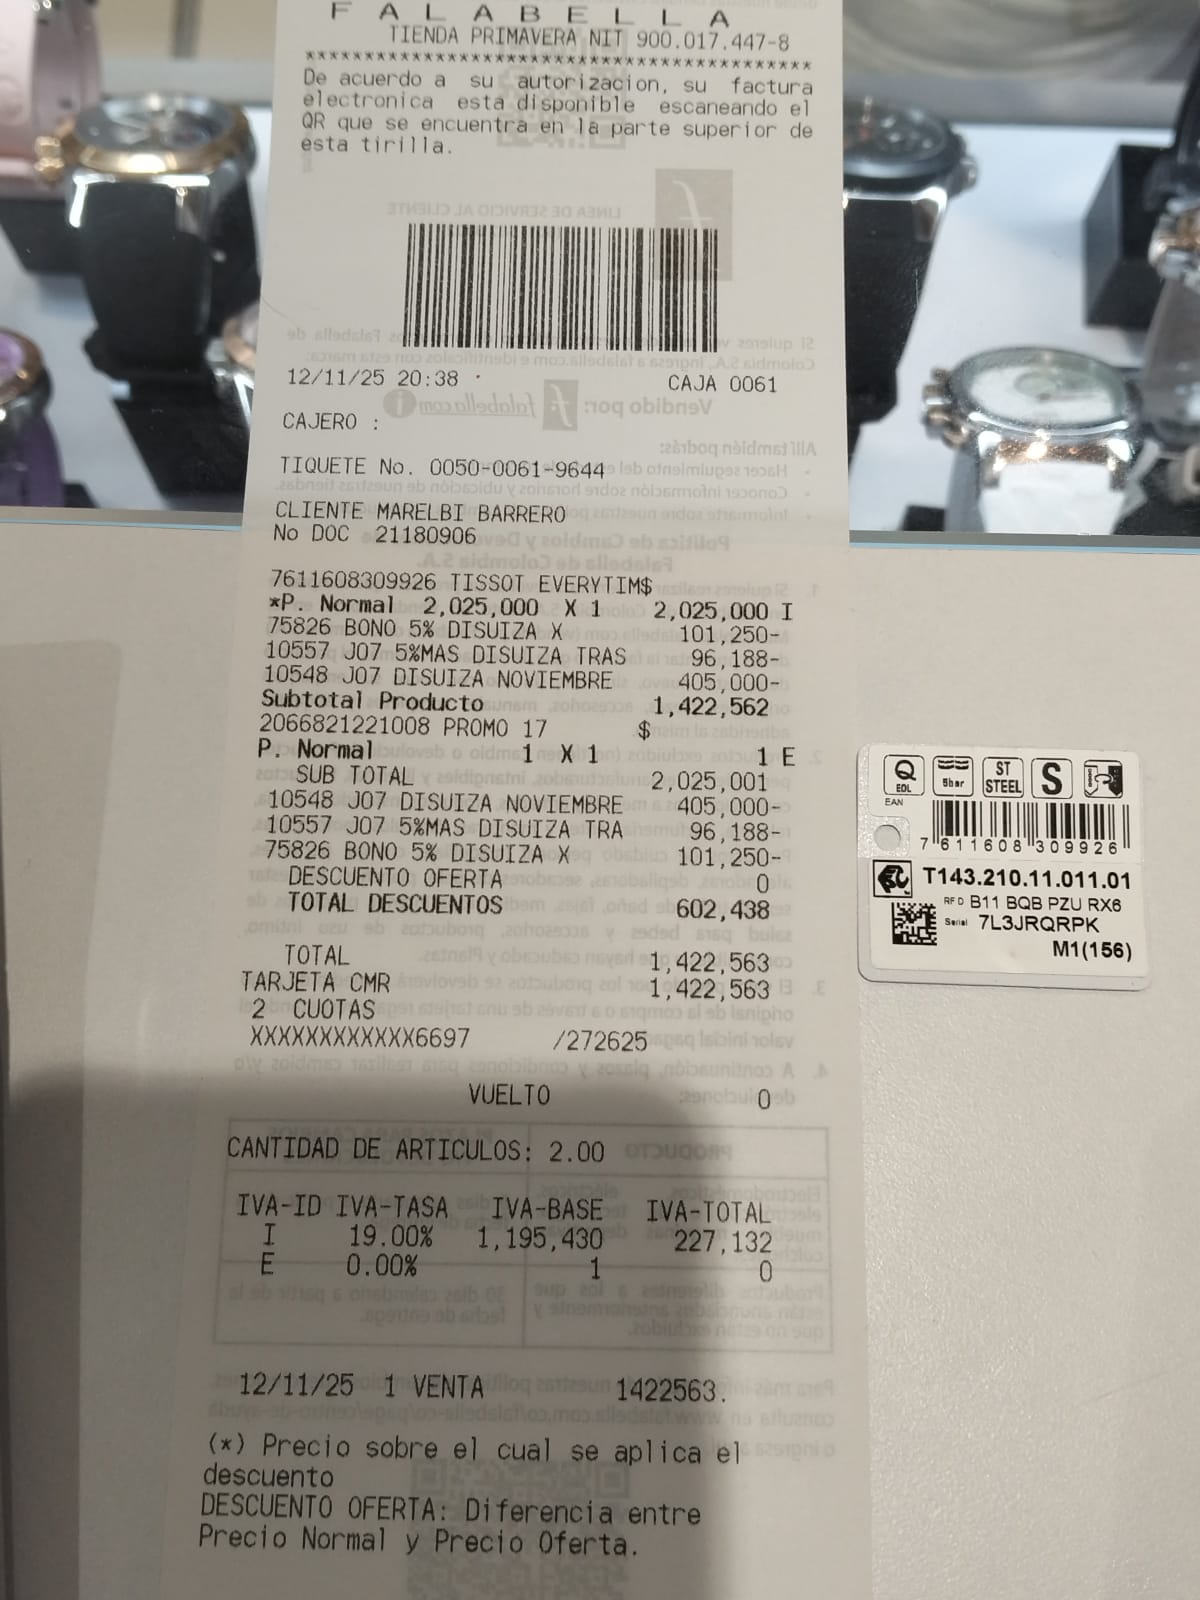 F A L A B E L L A
TIENDA PRIMAVERA NIT 900.017.447-8
**************************************************
De acuerdo a su autorizacion, su factura
electronica esta disponible escaneando el
QR que se encuentra en la parte superior de
esta tirilla.
12/11/25 20:38 CAJA 0061
CAJERO :
TIQUETE No. 0050-0061-9644
CLIENTE MARELBI BARRERO
No DOC 21180906
7611608309926 TISSOT EVERYTIM$
*P. Normal 2,025,000 X 1 2,025,000 I
75826 BONO 5% DISUIZA X 101,250-
10557 J07 5%MAS DISUIZA TRAS 96,188-
10548 J07 DISUIZA NOVIEMBRE 405,000-
Subtotal Producto 1,422,562
2066821221008 PROMO 17 $
P. Normal 1 X 1 1 E
SUB TOTAL 2,025,001
10548 J07 DISUIZA NOVIEMBRE 405,000-
10557 J07 5%MAS DISUIZA TRA 96,188-
75826 BONO 5% DISUIZA X 101,250-
DESCUENTO OFERTA 0
TOTAL DESCUENTOS 602,438
TOTAL 1,422,563
TARJETA CMR 1,422,563
2 CUOTAS
XXXXXXXXXXXX6697 /272625
VUELTO 0
CANTIDAD DE ARTICULOS: 2.00
IVA-ID IVA-TASA IVA-BASE IVA-TOTAL
I 19.00% 1,195,430 227,132
E 0.00% 1 0
12/11/25 1 VENTA 1422563.
(*) Precio sobre el cual se aplica el
descuento
DESCUENTO OFERTA: Diferencia entre
Precio Normal y Precio Oferta.
Q EOL 5bar ST STEEL S
EAN
7 611608 309926
T143.210.11.011.01
RFD B11 BQB PZU RX6
Serial 7L3JRQRPK
M1(156)